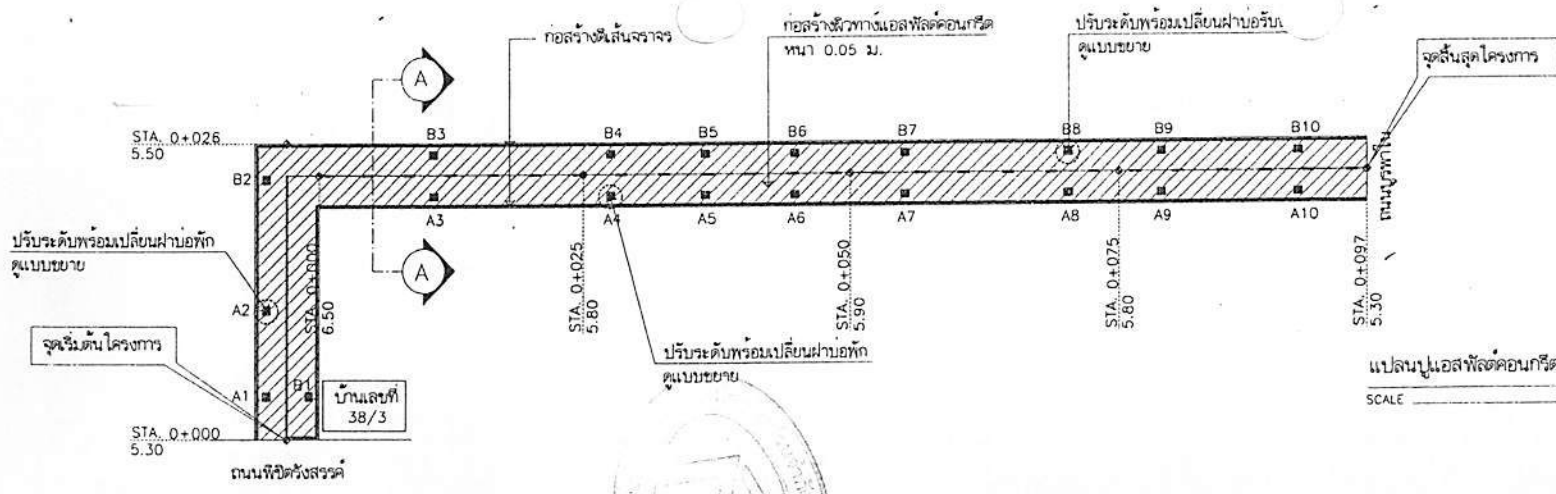 ก่อสร้างตีเส้นจราจร
ก่อสร้างผิวทางแอสฟัลต์คอนกรีต
หนา 0.05 ม.
ปรับระดับพร้อมเปลี่ยนฝาบ่อรับ
ดูแบบขยาย
จุดสิ้นสุดโครงการ
A
STA. 0+026
5.50
B3
B4
B5
B6
B7
B8
B9
B10
B2
A3
A4
A5
A6
A7
A8
A9
A10
ถนนบูรพาใน
ปรับระดับพร้อมเปลี่ยนฝาบ่อพัก
ดูแบบขยาย
A
STA. 0+000
6.50
STA. 0+025
5.80
STA. 0+050
5.90
STA. 0+075
5.80
STA. 0+097
5.30
A2
จุดเริ่มต้นโครงการ
ปรับระดับพร้อมเปลี่ยนฝาบ่อพัก
ดูแบบขยาย
แปลนปูแอสฟัลต์คอนกรีต
SCALE
A1
B1
บ้านเลขที่
38/3
STA. 0+000
5.30
ถนนพิชิตรังสรรค์